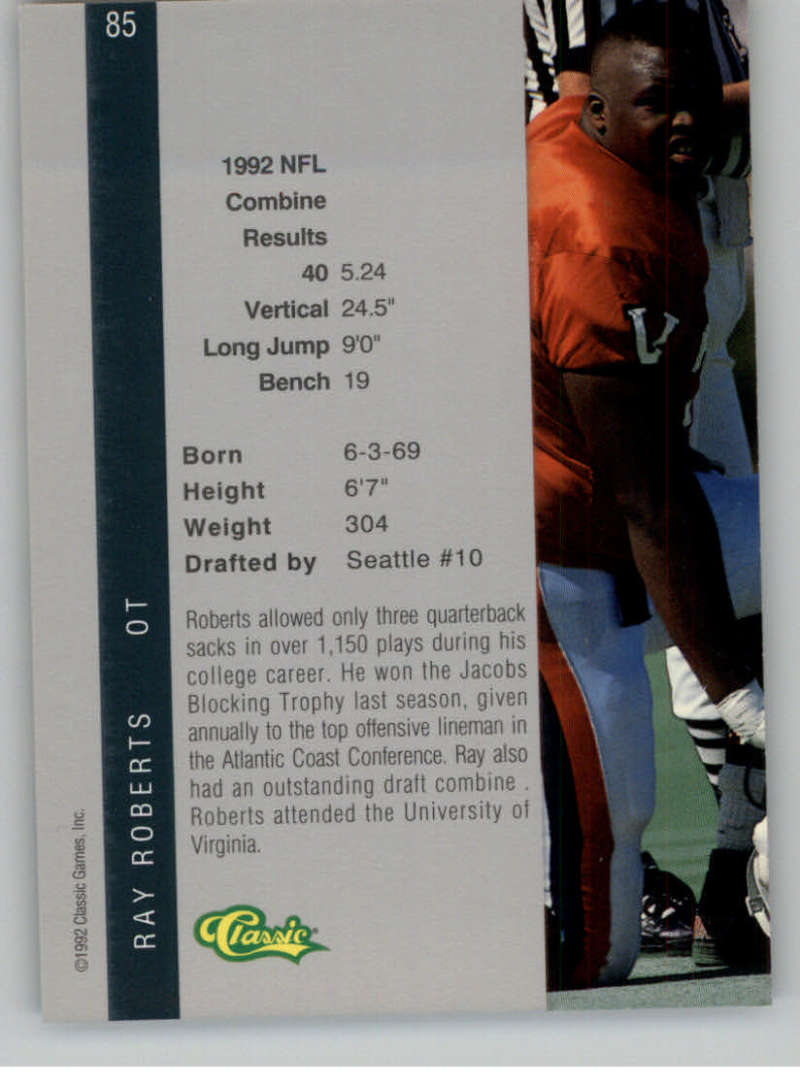 85
1992 NFL
Combine
Results
40 5.24
Vertical 24.5"
Long Jump 9'0"
Bench 19
Born 6-3-69
Height 6'7"
Weight 304
Drafted by Seattle #10
Roberts allowed only three quarterback
sacks in over 1,150 plays during his
college career. He won the Jacobs
Blocking Trophy last season, given
annually to the top offensive lineman in
the Atlantic Coast Conference. Ray also
had an outstanding draft combine .
Roberts attended the University of
Virginia.
RAY ROBERTS OT
©1992 Classic Games, Inc.
Classic®
V